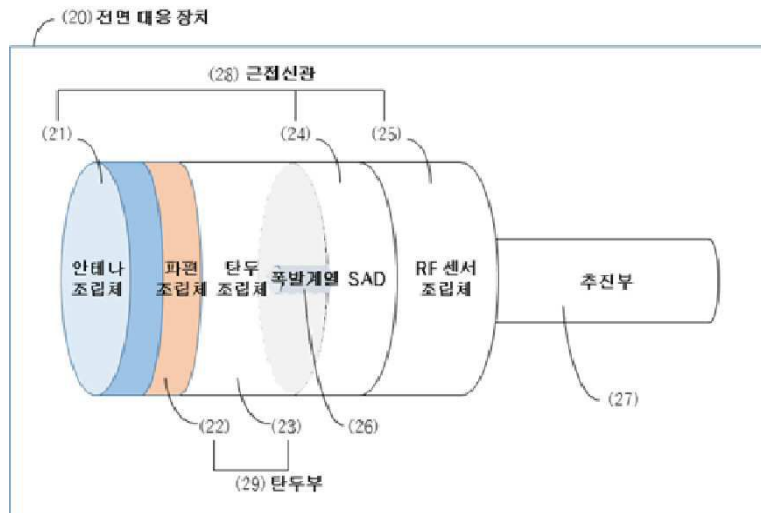 (20) 전면 대응 장치
(28) 근접신관
(21)
(24)
(25)
안테나
조립체
파편
조립체
탄두
조립체
폭발계열
SAD
RF 센서
조립체
추진부
(22)
(23)
(26)
(27)
(29) 탄두부